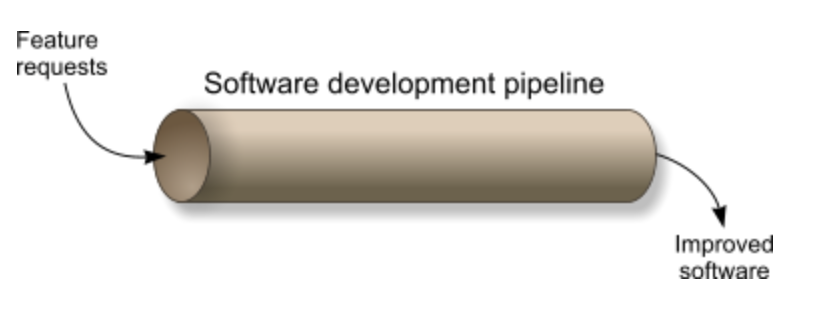 Feature
requests
Software development pipeline
Improved
software